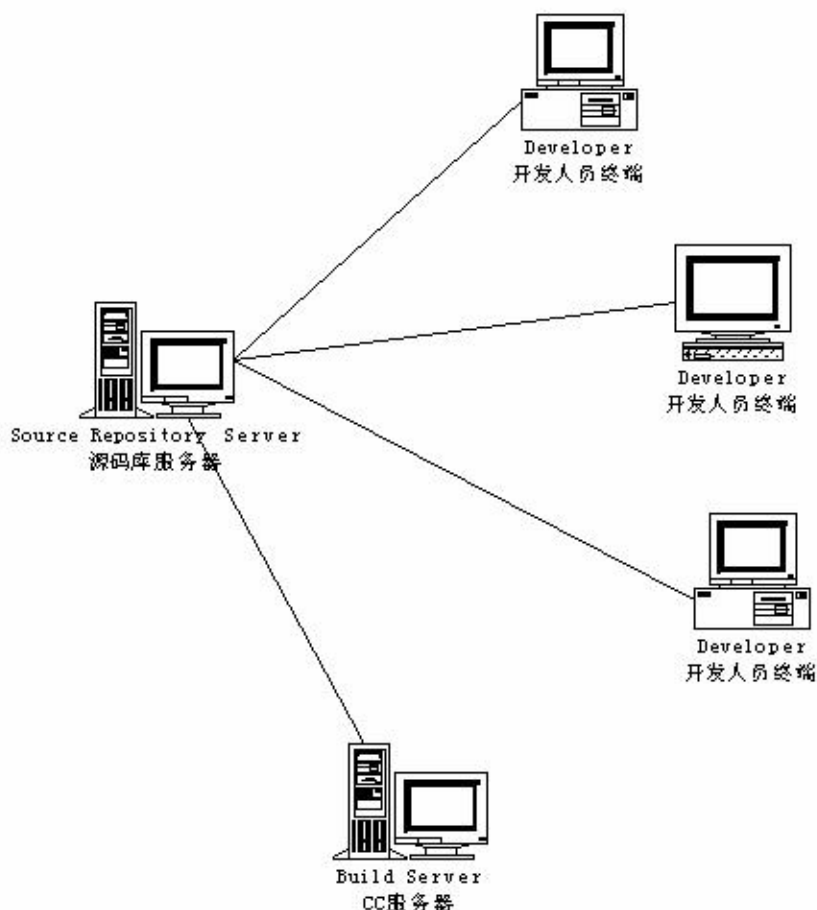 Developer
开发人员终端
Developer
开发人员终端
Source Repository Server
源码库服务器
Developer
开发人员终端
Build Server
CC服务器